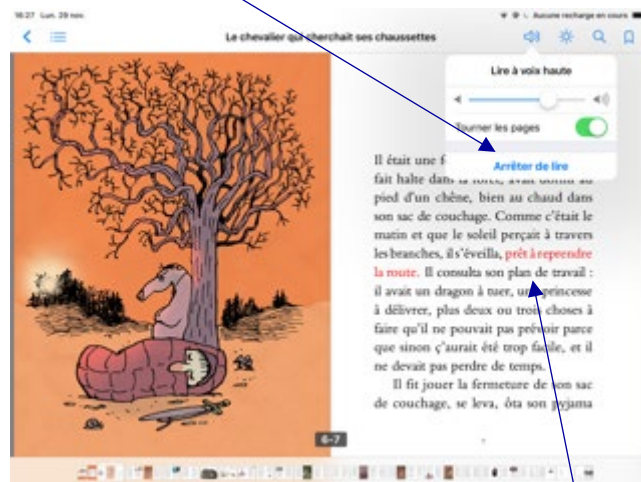 16:27 Lun. 29 nov.
Aucune recharge en cours
Le chevalier qui cherchait ses chaussettes
Lire à voix haute
Tourner les pages
Arrêter de lire
Il était une
fait halte dans la avait dormi au
pied d'un chêne, bien au chaud dans
son sac de couchage. Comme c'était le
matin et que le soleil perçait à travers
les branches, il s'éveilla, prêt à reprendre
la route. Il consulta son plan de travail :
il avait un dragon à tuer, une princesse
à délivrer, plus deux ou trois choses à
faire qu'il ne pouvait pas prévoir parce
que sinon ç'aurait été trop facile, et il
ne devait pas perdre de temps.
Il fit jouer la fermeture de son sac
de couchage, se leva, ôta son pyjama
6-7